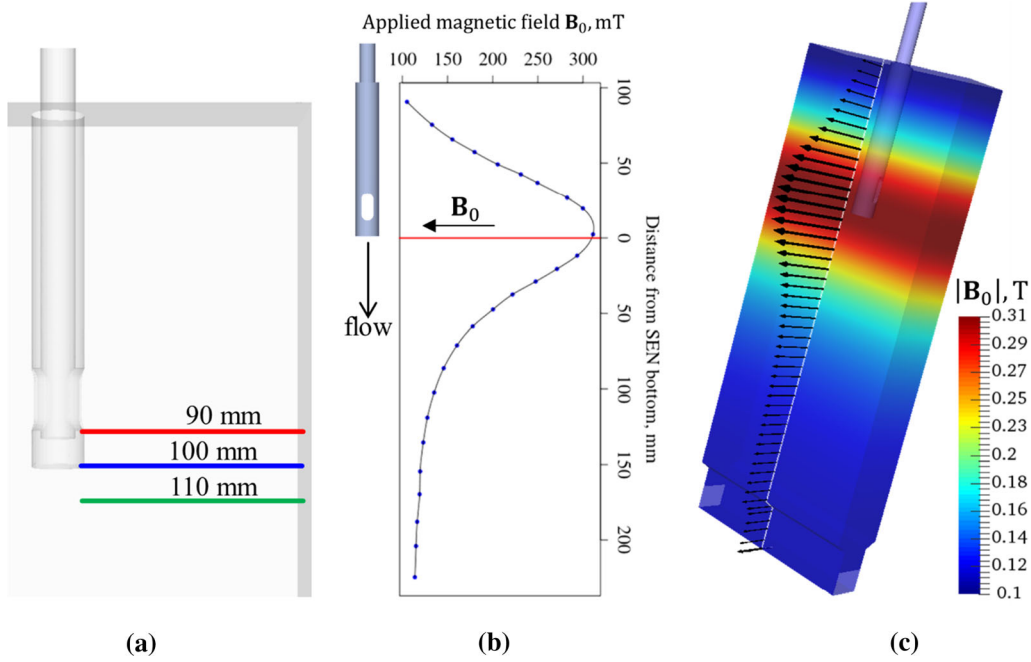 90 mm
100 mm
110 mm
(a)
Applied magnetic field B₀, mT
100 150 200 250 300
100
50
0
50
100
150
200
Distance from SEN bottom, mm
B₀
flow
(b)
|B₀|, T
0.31
0.29
0.27
0.25
0.23
0.21
0.2
0.18
0.16
0.14
0.12
0.1
(c)